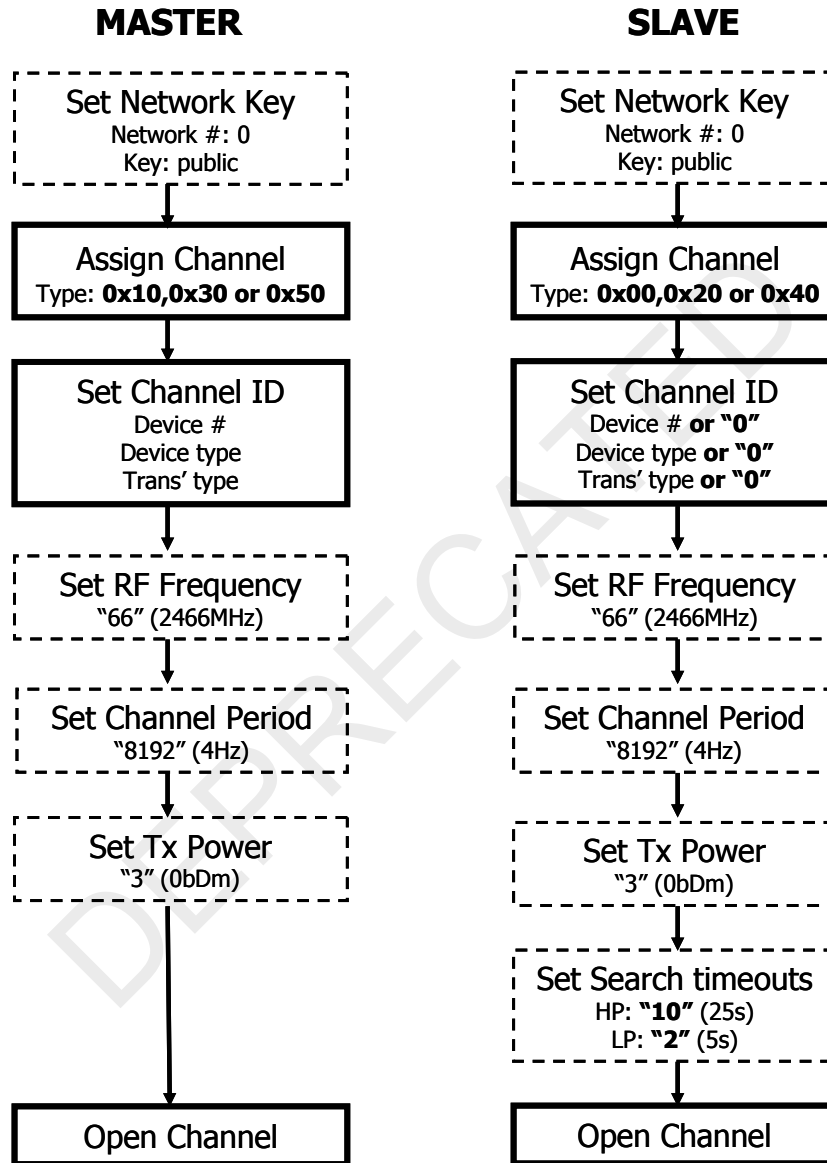 MASTER
Set Network Key
Network #: 0
Key: public
Assign Channel
Type: 0x10,0x30 or 0x50
Set Channel ID
Device #
Device type
Trans’ type
Set RF Frequency
“66” (2466MHz)
Set Channel Period
“8192” (4Hz)
Set Tx Power
“3” (0bDm)
Open Channel
SLAVE
Set Network Key
Network #: 0
Key: public
Assign Channel
Type: 0x00,0x20 or 0x40
Set Channel ID
Device # or “0”
Device type or “0”
Trans’ type or “0”
Set RF Frequency
“66” (2466MHz)
Set Channel Period
“8192” (4Hz)
Set Tx Power
“3” (0bDm)
Set Search timeouts
HP: “10” (25s)
LP: “2” (5s)
Open Channel
DEPRECATED